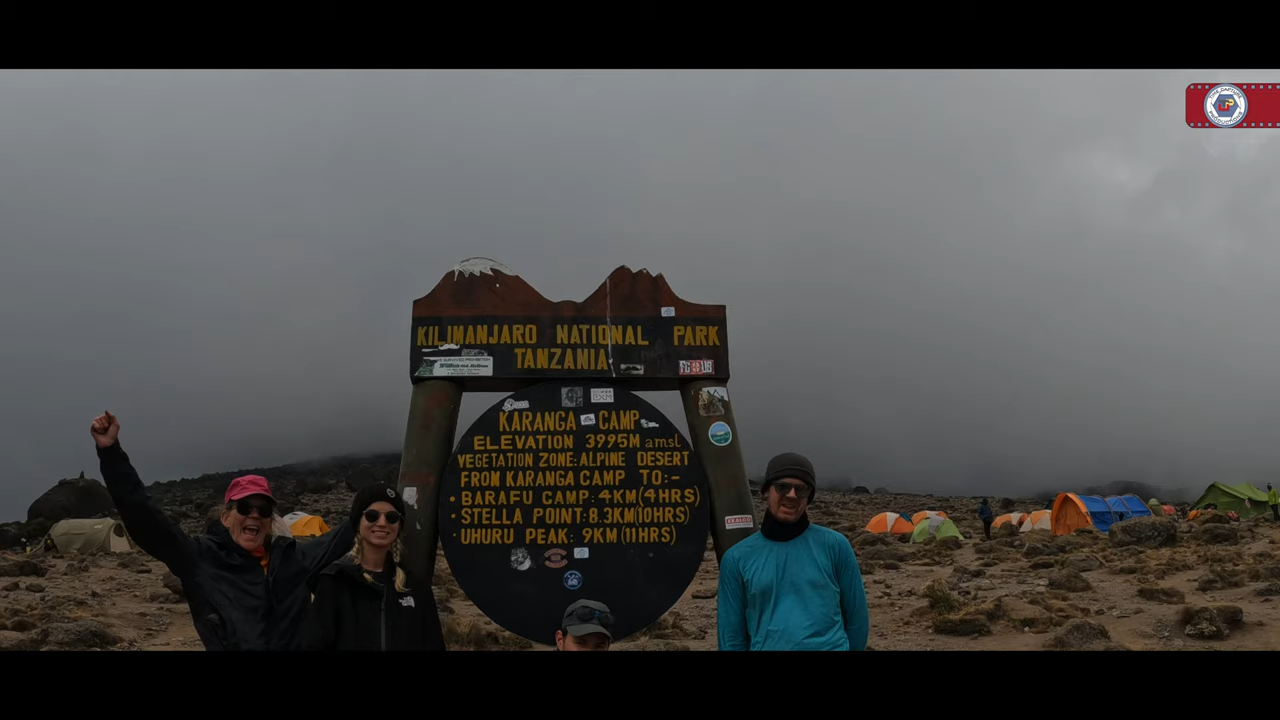 KILIMANJARO NATIONAL PARK
TANZANIA
KARANGA CAMP
ELEVATION 3995M amsl
VEGETATION ZONE: ALPINE DESERT
FROM KARANGA CAMP TO:-
• BARAFU CAMP: 4KM (4HRS)
• STELLA POINT: 8.3KM (10HRS)
• UHURU PEAK: 9KM (11HRS)